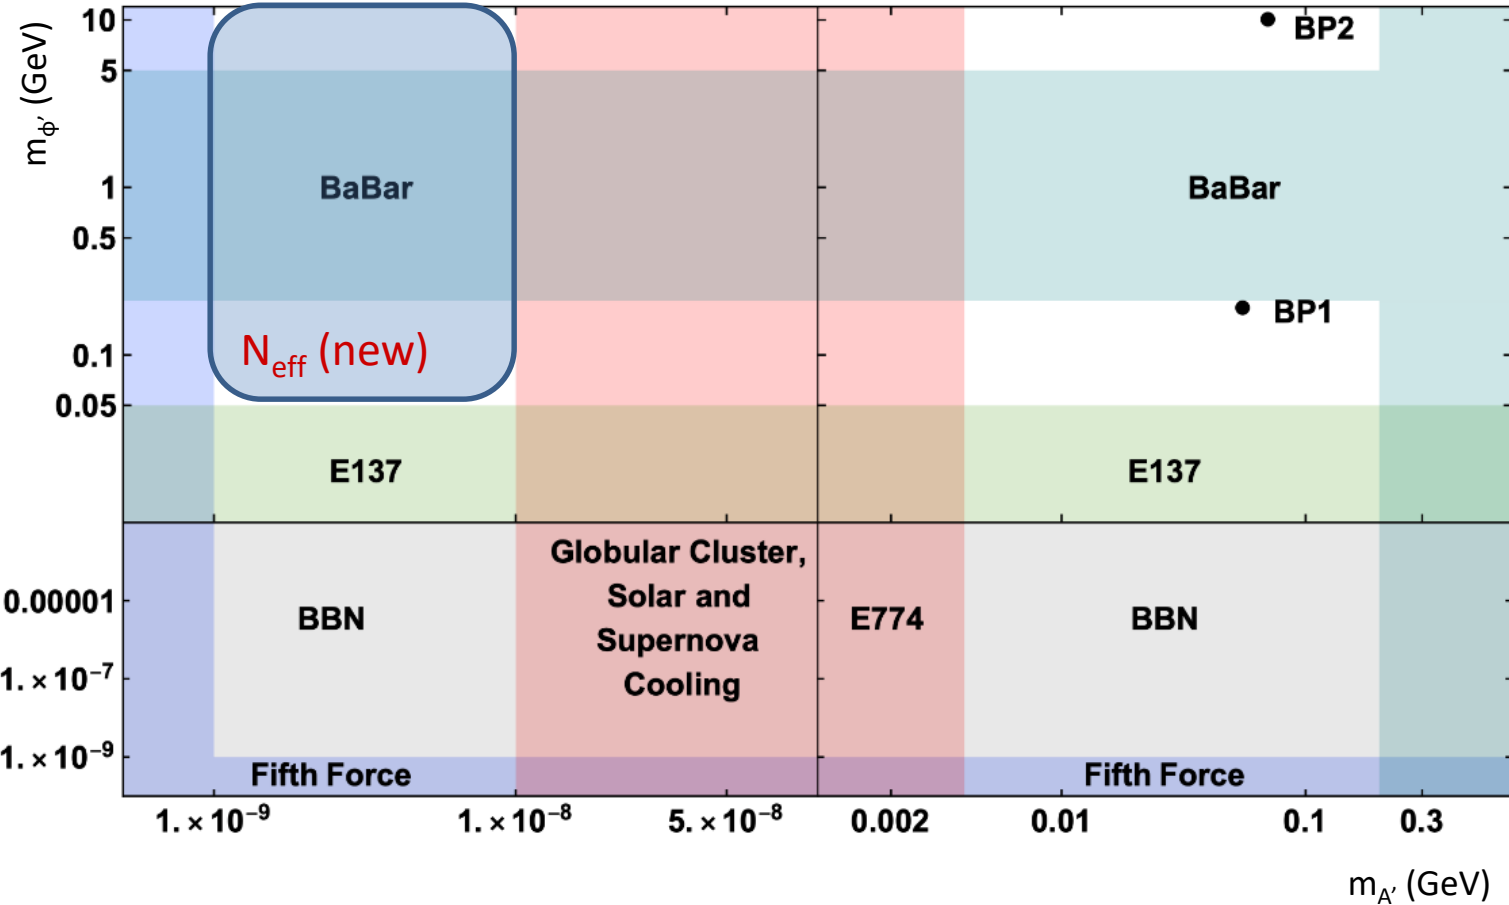 m_ϕ’ (GeV)
10
5
1
0.5
0.1
0.05
0.00001
1. × 10⁻⁷
1. × 10⁻⁹
BP2
BaBar
BaBar
BP1
N_eff (new)
E137
E137
Globular Cluster,
Solar and
Supernova
Cooling
BBN
E774
BBN
Fifth Force
Fifth Force
1. × 10⁻⁹
1. × 10⁻⁸
5. × 10⁻⁸
0.002
0.01
0.1
0.3
m_A’ (GeV)